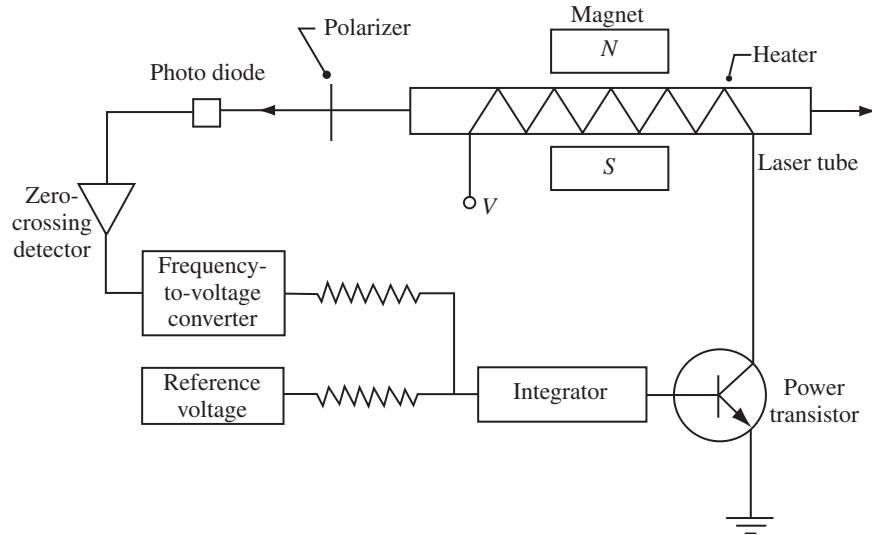 Magnet
N
Polarizer
Heater
Photo diode
S
Laser tube
V
Zero-
crossing
detector
Frequency-
to-voltage
converter
Reference
voltage
Integrator
Power
transistor